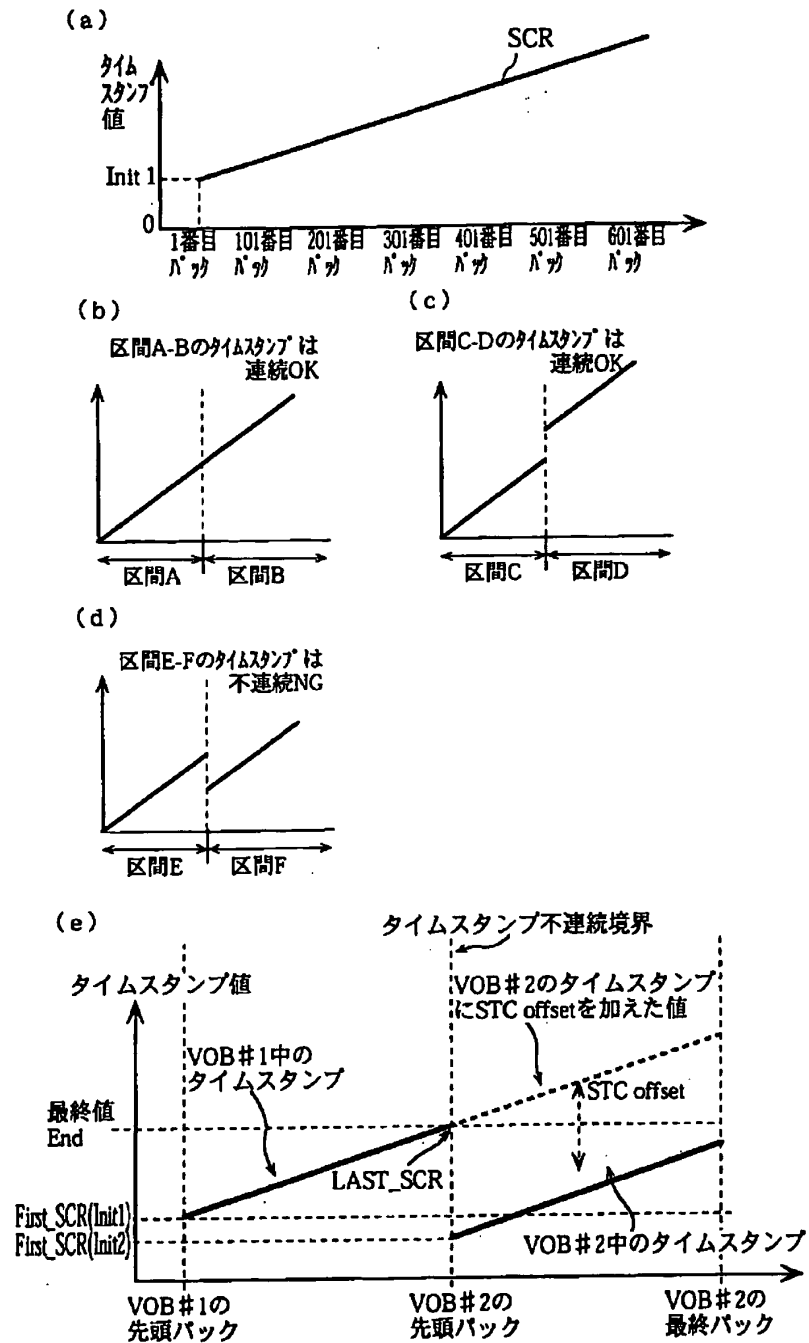 (a)
SCR
タイム
スタンプ
値
Init 1
0
1番目 101番目 201番目 301番目 401番目 501番目 601番目
パック パック パック パック パック パック パック
(b)
区間A-Bのタイムスタンプは
連続OK
区間A 区間B
(c)
区間C-Dのタイムスタンプは
連続OK
区間C 区間D
(d)
区間E-Fのタイムスタンプは
不連続NG
区間E 区間F
(e)
タイムスタンプ不連続境界
タイムスタンプ値
VOB#2のタイムスタンプ
にSTC offsetを加えた値
VOB#1中の
タイムスタンプ
STC offset
最終値
End
LAST_SCR
First_SCR(Init1)
First_SCR(Init2)
VOB#2中のタイムスタンプ
VOB#1の
先頭パック
VOB#2の
先頭パック
VOB#2の
最終パック